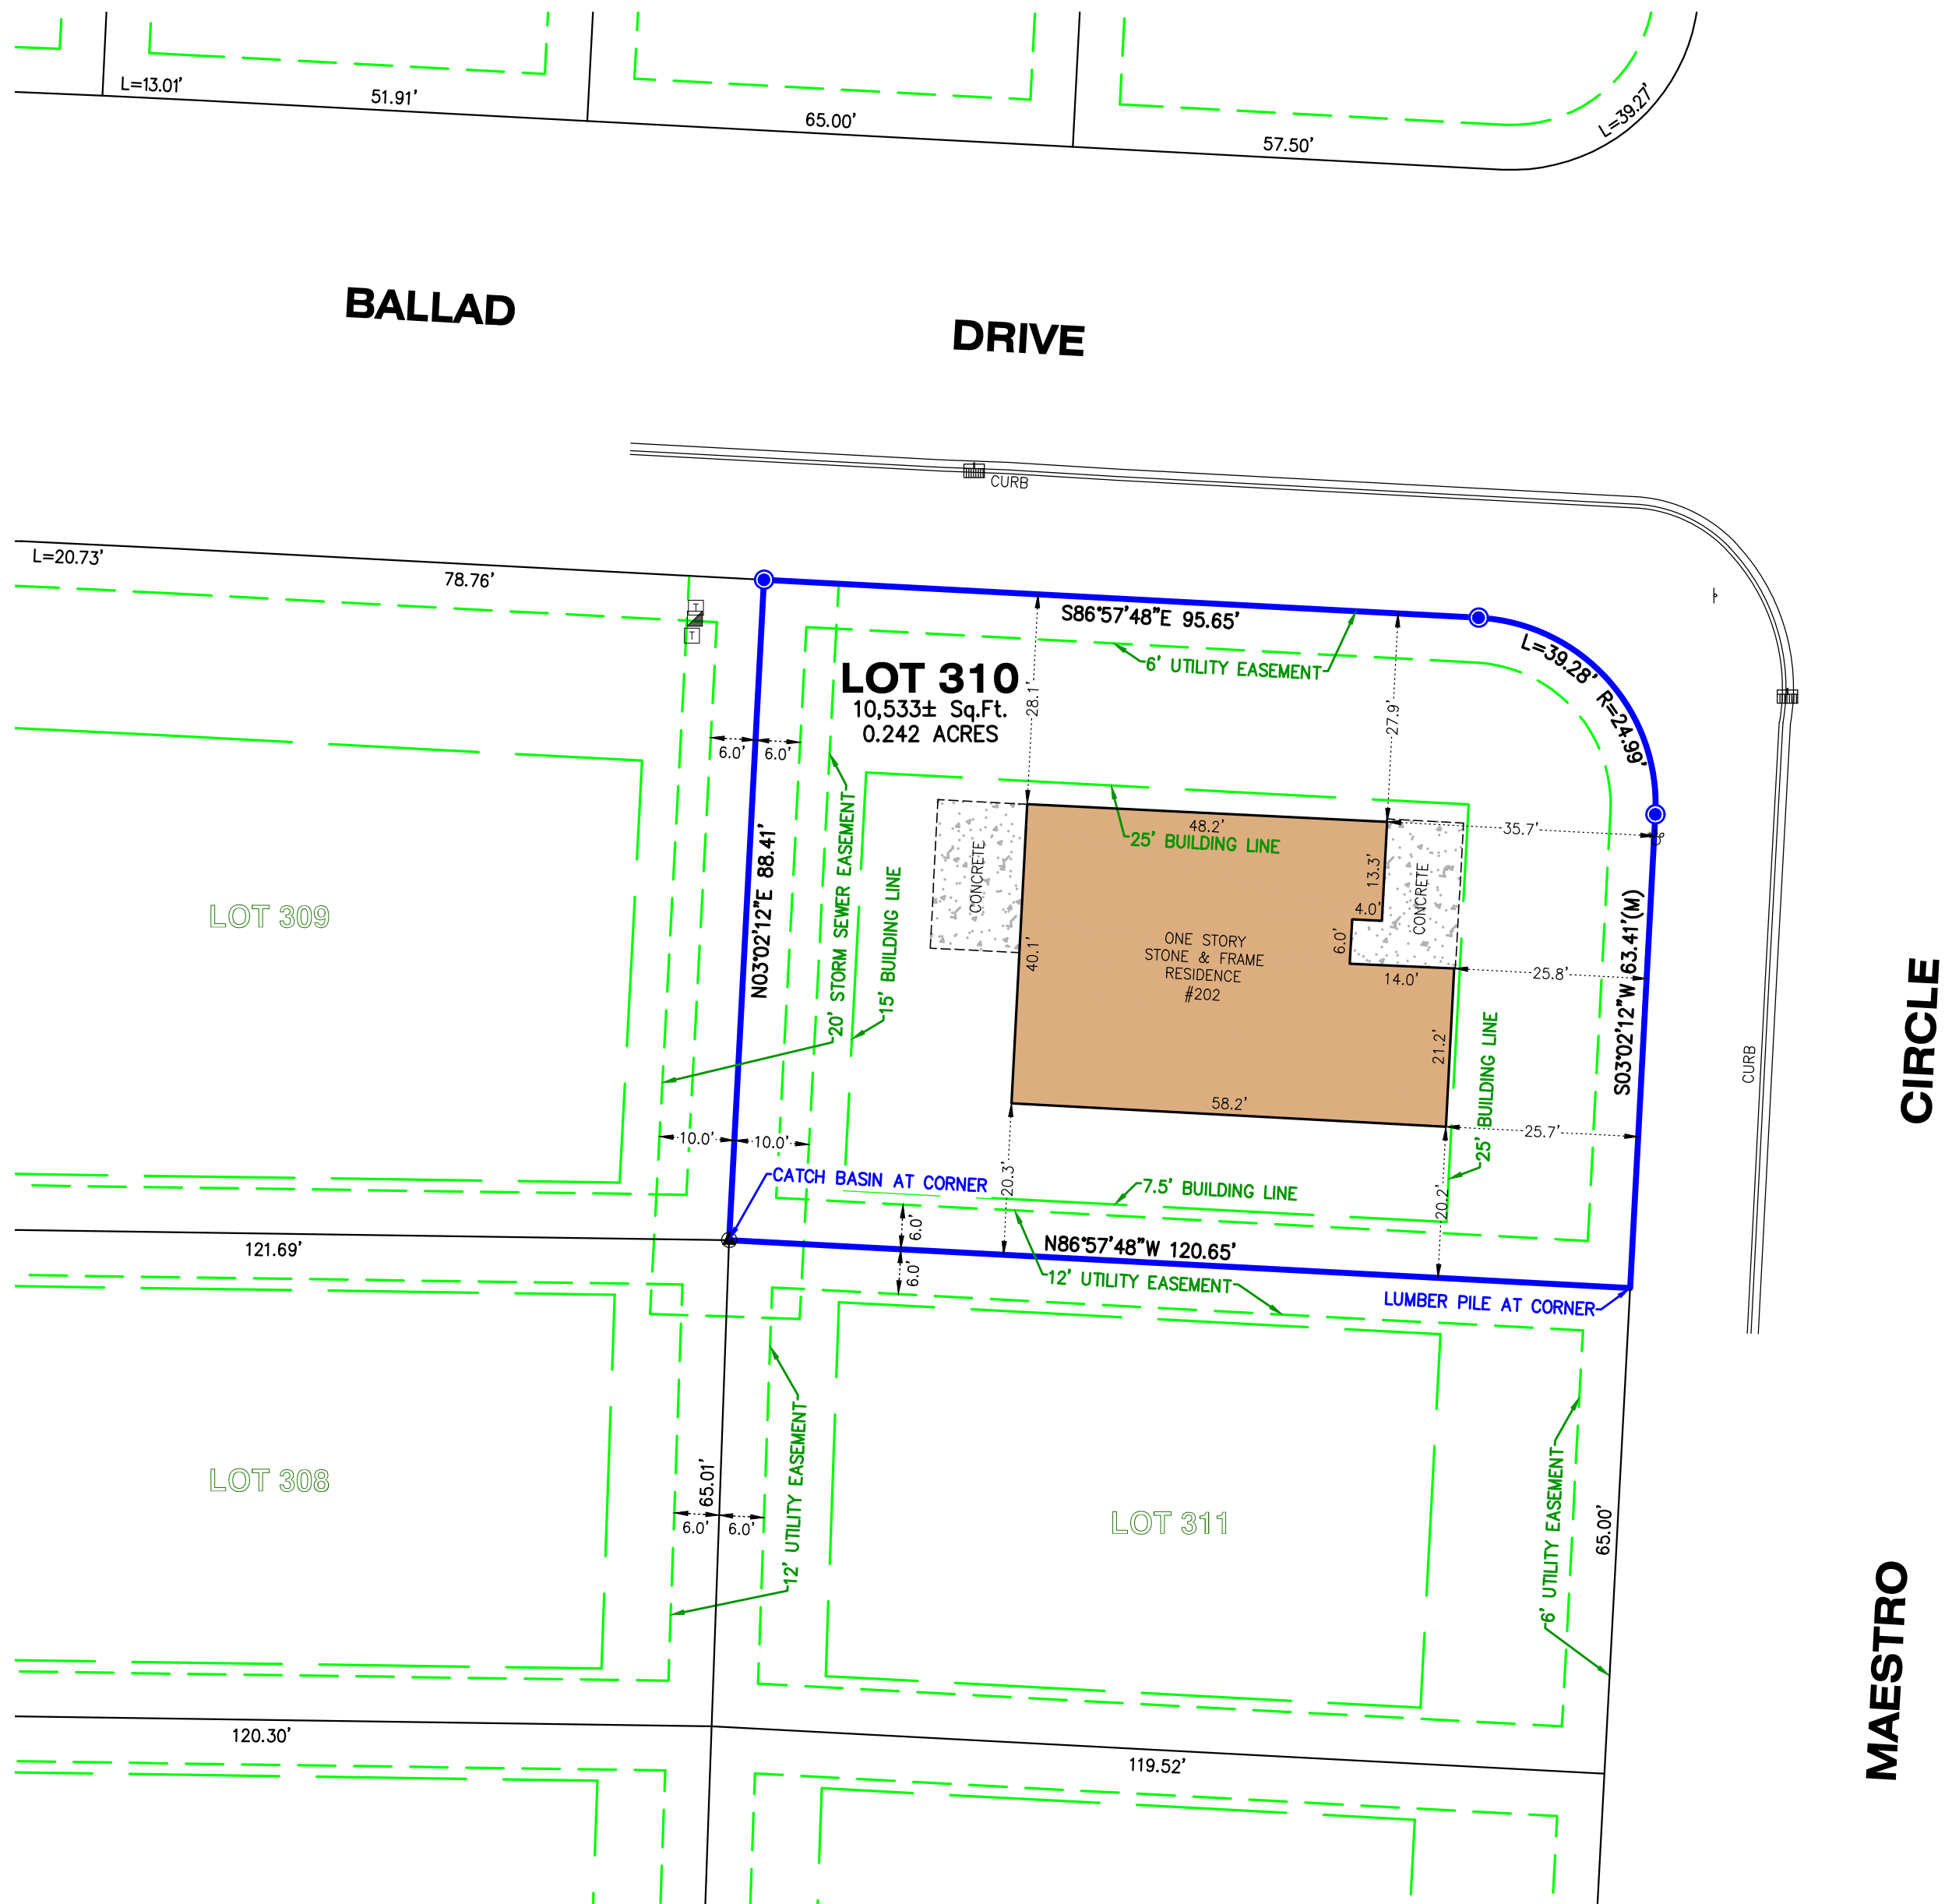 L=13.01'
51.91'
65.00'
57.50'
L=39.27'
BALLAD
DRIVE
CURB
L=20.73'
78.76'
S86°57'48"E 95.65'
6' UTILITY EASEMENT
L=39.28' R=24.99'
T
T
LOT 310
10,533± Sq.Ft.
0.242 ACRES
28.1'
27.9'
6.0'
6.0'
N03°02'12"E 88.41'
20' STORM SEWER EASEMENT
15' BUILDING LINE
CONCRETE
48.2'
25' BUILDING LINE
35.7'
13.3'
4.0'
6.0'
CONCRETE
14.0'
25.8'
S03°02'12"W 63.41'(M)
LOT 309
40.1'
ONE STORY
STONE & FRAME
RESIDENCE
#202
21.2'
58.2'
25' BUILDING LINE
25.7'
CURB
CIRCLE
10.0'
10.0'
CATCH BASIN AT CORNER
20.3'
7.5' BUILDING LINE
20.2'
6.0'
6.0'
N86°57'48"W 120.65'
12' UTILITY EASEMENT
LUMBER PILE AT CORNER
121.69'
LOT 308
65.01'
6.0'
6.0'
12' UTILITY EASEMENT
LOT 311
6' UTILITY EASEMENT
65.00'
MAESTRO
120.30'
119.52'